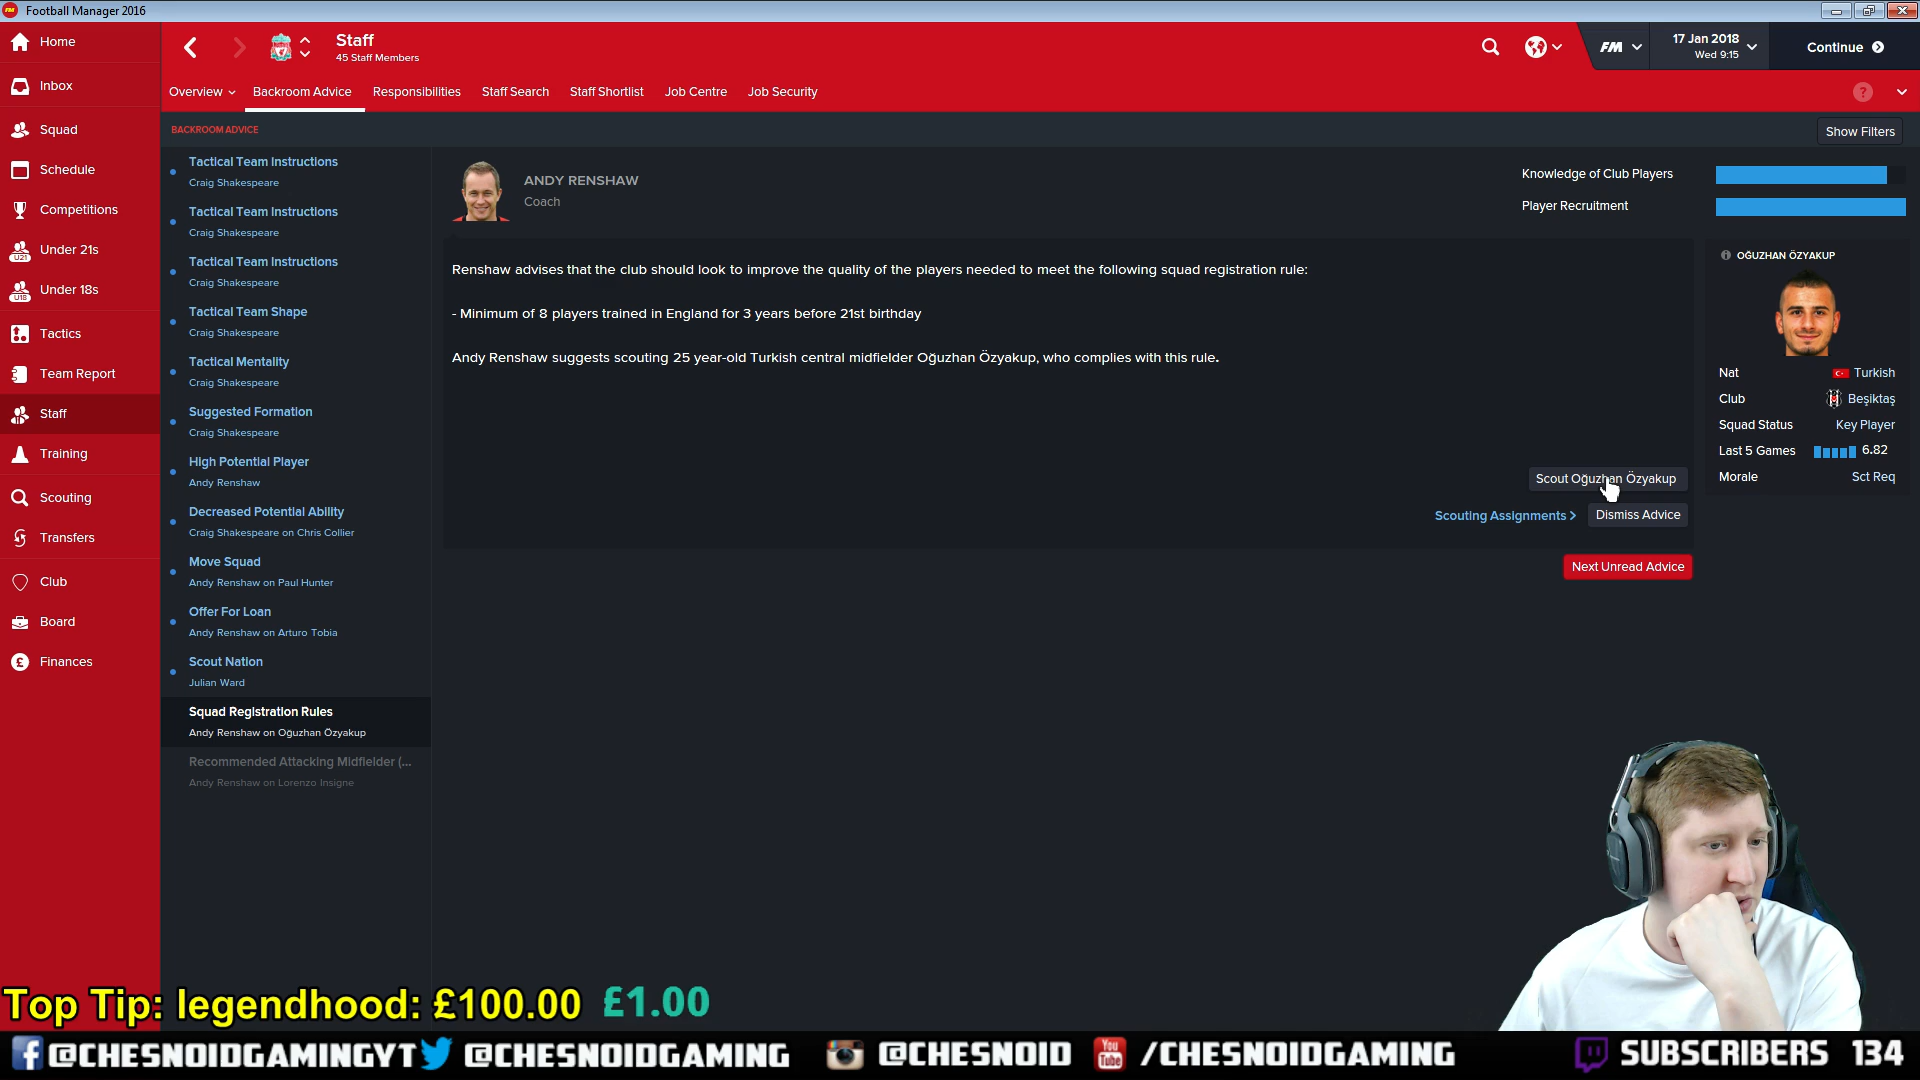 Football Manager 2016
Home
Inbox
Squad
Schedule
Competitions
Under 21s
Under 18s
Tactics
Team Report
Staff
Training
Scouting
Transfers
Club
Board
Finances
Staff
45 Staff Members
FM
17 Jan 2018
Wed 9:15
Continue
Overview
Backroom Advice
Responsibilities
Staff Search
Staff Shortlist
Job Centre
Job Security
?
BACKROOM ADVICE
Show Filters
Tactical Team Instructions
Craig Shakespeare
Tactical Team Instructions
Craig Shakespeare
Tactical Team Instructions
Craig Shakespeare
Tactical Team Shape
Craig Shakespeare
Tactical Mentality
Craig Shakespeare
Suggested Formation
Craig Shakespeare
High Potential Player
Andy Renshaw
Decreased Potential Ability
Craig Shakespeare on Chris Collier
Move Squad
Andy Renshaw on Paul Hunter
Offer For Loan
Andy Renshaw on Arturo Tobia
Scout Nation
Julian Ward
Squad Registration Rules
Andy Renshaw on Oğuzhan Özyakup
Recommended Attacking Midfielder (...
Andy Renshaw on Lorenzo Insigne
ANDY RENSHAW
Coach
Knowledge of Club Players
Player Recruitment
Renshaw advises that the club should look to improve the quality of the players needed to meet the following squad registration rule:
- Minimum of 8 players trained in England for 3 years before 21st birthday
Andy Renshaw suggests scouting 25 year-old Turkish central midfielder Oğuzhan Özyakup, who complies with this rule.
Scout Oğuzhan Özyakup
Scouting Assignments >
Dismiss Advice
Next Unread Advice
OĞUZHAN ÖZYAKUP
Nat Turkish
Club Beşiktaş
Squad Status Key Player
Last 5 Games 6.82
Morale Sct Req
Top Tip: legendhood: £100.00 £1.00
@CHESNOIDGAMINGYT @CHESNOIDGAMING @CHESNOID You Tube /CHESNOIDGAMING SUBSCRIBERS 134